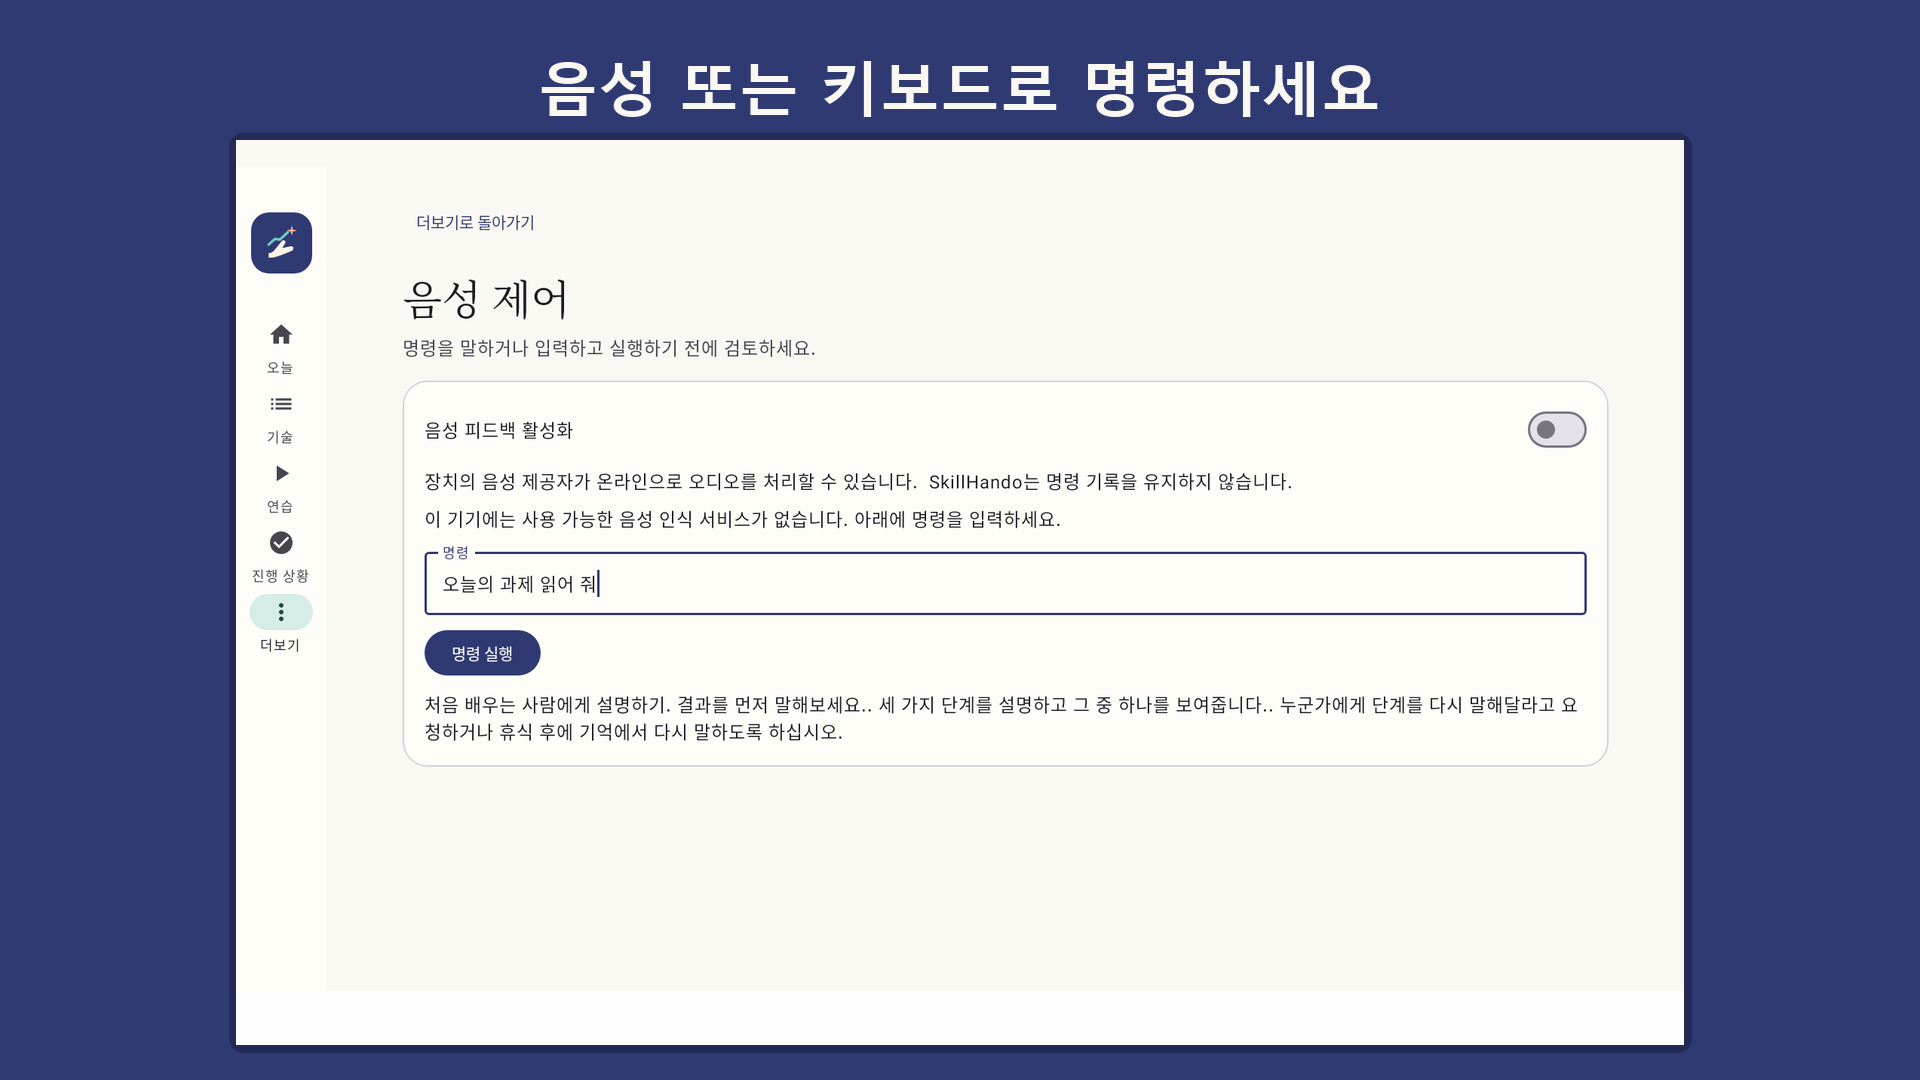 음성 또는 키보드로 명령하세요
더보기로 돌아가기
음성 제어
명령을 말하거나 입력하고 실행하기 전에 검토하세요.
오늘
기술
연습
진행 상황
더보기
음성 피드백 활성화
장치의 음성 제공자가 온라인으로 오디오를 처리할 수 있습니다. SkillHando는 명령 기록을 유지하지 않습니다.
이 기기에는 사용 가능한 음성 인식 서비스가 없습니다. 아래에 명령을 입력하세요.
명령
오늘의 과제 읽어 줘
명령 실행
처음 배우는 사람에게 설명하기. 결과를 먼저 말해보세요.. 세 가지 단계를 설명하고 그 중 하나를 보여줍니다.. 누군가에게 단계를 다시 말해달라고 요
청하거나 휴식 후에 기억에서 다시 말하도록 하십시오.